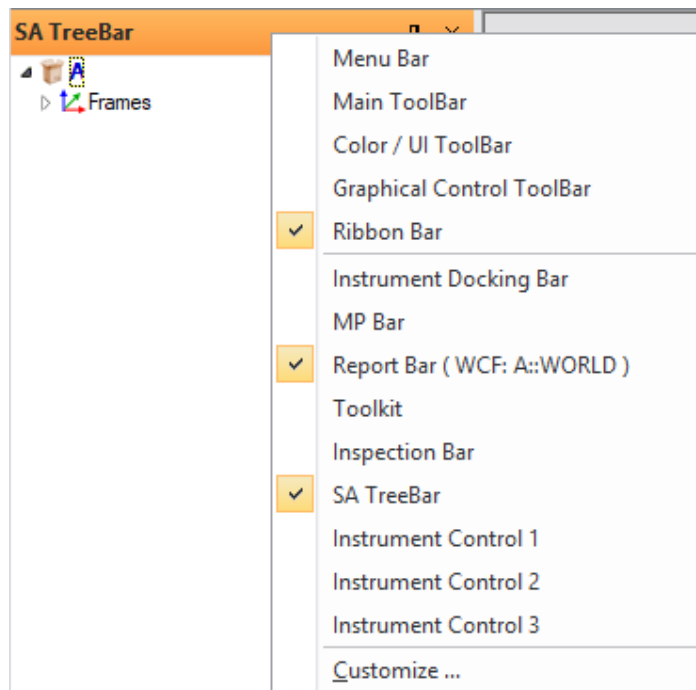 SA TreeBar
A
Frames
Menu Bar
Main ToolBar
Color / UI ToolBar
Graphical Control ToolBar
Ribbon Bar
Instrument Docking Bar
MP Bar
Report Bar ( WCF: A::WORLD )
Toolkit
Inspection Bar
SA TreeBar
Instrument Control 1
Instrument Control 2
Instrument Control 3
Customize ...